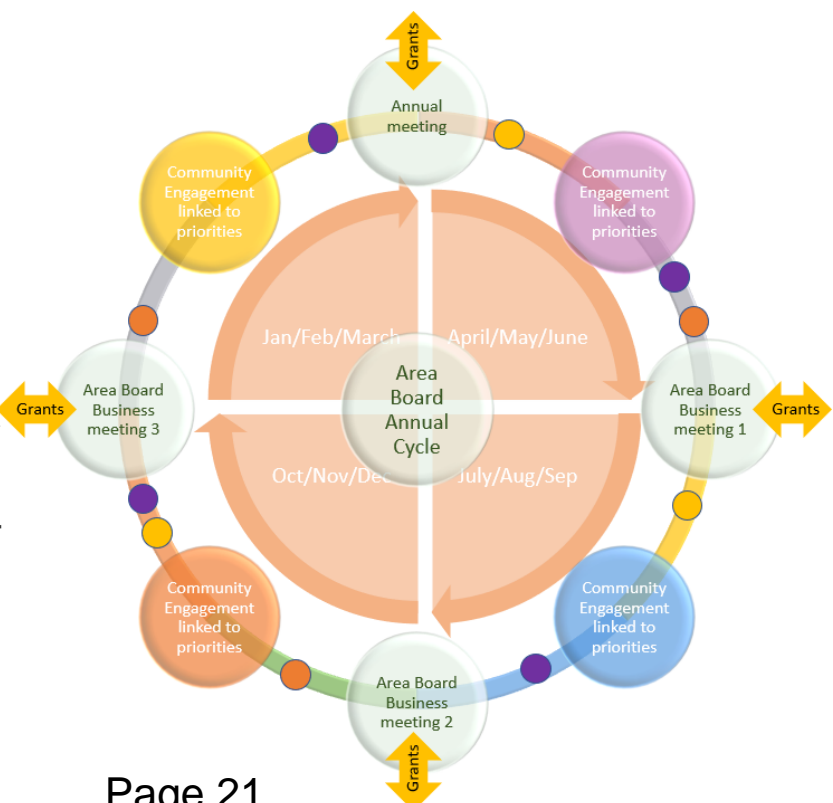 Grants
Annual
meeting
Community
Engagement
linked to
priorities
Community
Engagement
linked to
priorities
Jan/Feb/March
April/May/June
Grants
Area Board
Business
meeting 3
Area
Board
Annual
Cycle
Area Board
Business
meeting 1
Grants
Oct/Nov/Dec
July/Aug/Sep
Community
Engagement
linked to
priorities
Community
Engagement
linked to
priorities
Area Board
Business
meeting 2
Grants
Page 21